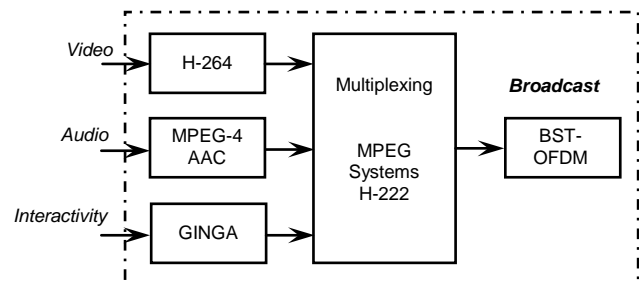 Video
H-264
Audio
MPEG-4
AAC
Interactivity
GINGA
Multiplexing
MPEG
Systems
H-222
Broadcast
BST-
OFDM